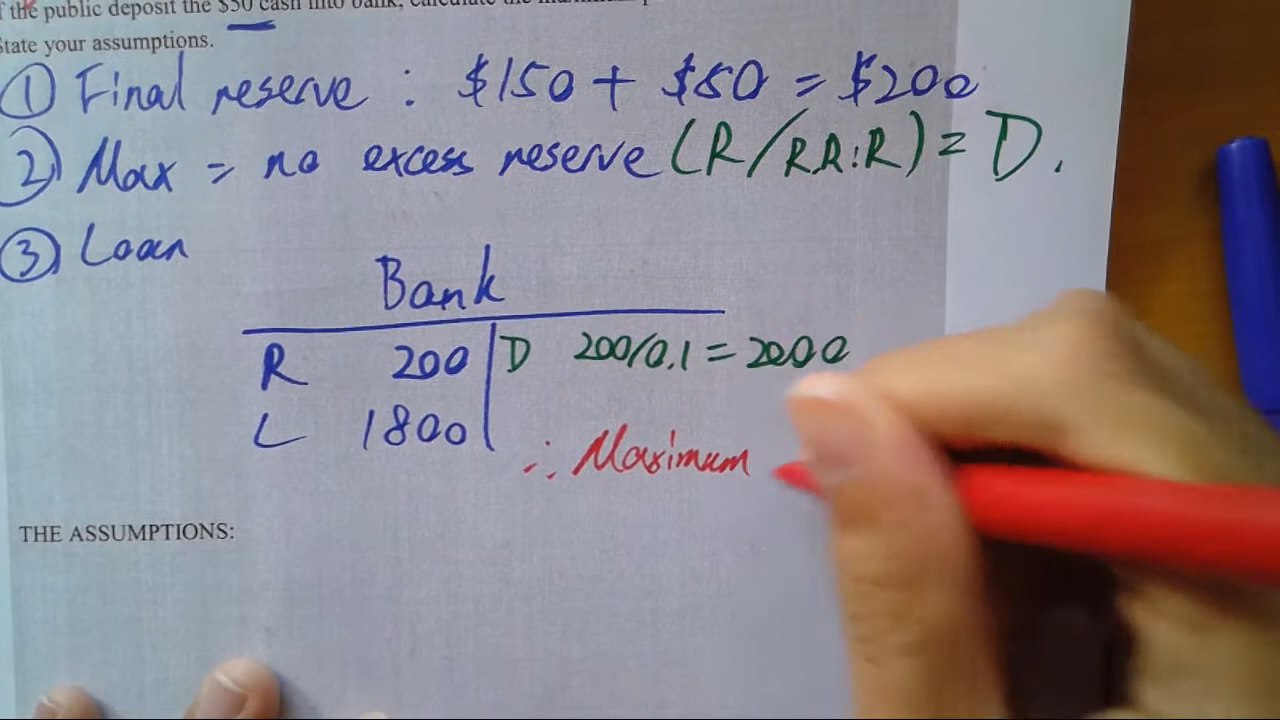 the public deposit the $50 cash into bank, calculate the
State your assumptions.
① Final reserve : $150 + $50 = $200
② Max = no excess reserve (R/RR:R) = D.
③ Loan
Bank
R 200 D 200/0.1 = 2000
L 1800
∴ Maximum
THE ASSUMPTIONS: